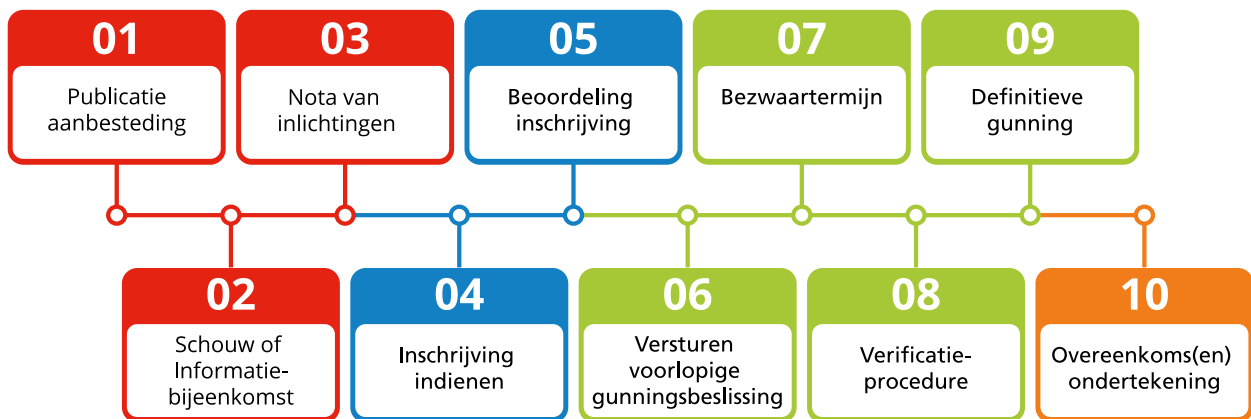 01
Publicatie
aanbesteding
02
Schouw of
Informatie-
bijeenkomst
03
Nota van
inlichtingen
04
Inschrijving
indienen
05
Beoordeling
inschrijving
06
Versturen
voorlopige
gunningsbeslissing
07
Bezwaartermijn
08
Verificatie-
procedure
09
Definitieve
gunning
10
Overeenkoms(en)
ondertekening